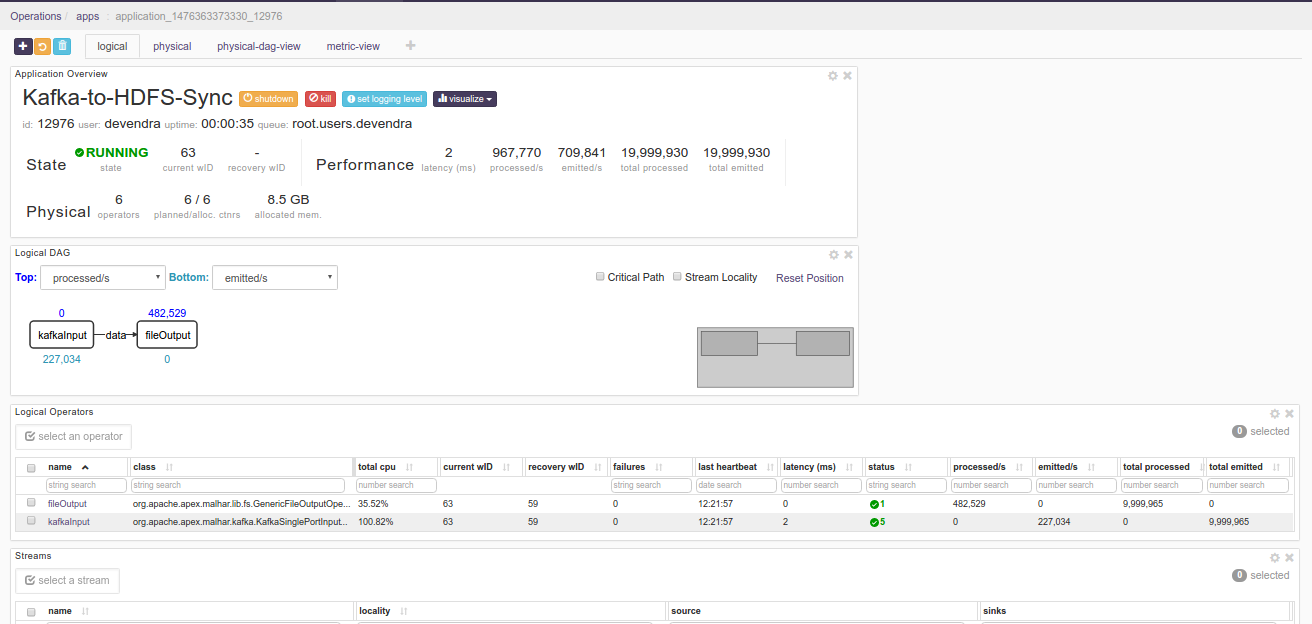 Operations / apps : application_1476363373330_12976
logical physical physical-dag-view metric-view
Application Overview
Kafka-to-HDFS-Sync shutdown kill set logging level visualize
id: 12976 user: devendra uptime: 00:00:35 queue: root.users.devendra
State RUNNING state 63 current wID - recovery wID Performance 2 latency (ms) 967,770 processed/s 709,841 emitted/s 19,999,930 total processed 19,999,930 total emitted
Physical 6 operators 6 / 6 planned/alloc. ctnrs 8.5 GB allocated mem.
Logical DAG
Top: processed/s Bottom: emitted/s Critical Path Stream Locality Reset Position
0 482,529
kafkaInput data fileOutput
227,034 0
Logical Operators
select an operator 0 selected
name class total cpu current wID recovery wID failures last heartbeat latency (ms) status processed/s emitted/s total processed total emitted
string search string search number search string search date search number search string search number search number search number search number search
fileOutput org.apache.apex.malhar.lib.fs.GenericFileOutputOpe... 35.52% 63 59 0 12:21:57 0 1 482,529 0 9,999,965 0
kafkaInput org.apache.apex.malhar.kafka.KafkaSinglePortInput... 100.82% 63 59 0 12:21:57 2 5 0 227,034 0 9,999,965
Streams
select a stream 0 selected
name locality source sinks